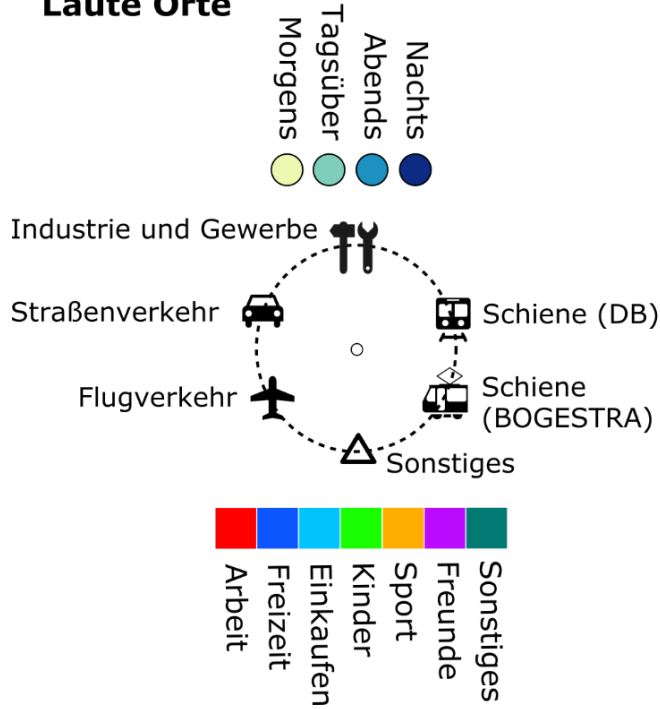 Laute Orte
Morgens
Tagsüber
Abends
Nachts
Industrie und Gewerbe
Straßenverkehr
Schiene (DB)
Flugverkehr
Schiene
(BOGESTRA)
Sonstiges
Arbeit
Freizeit
Einkaufen
Kinder
Sport
Freunde
Sonstiges